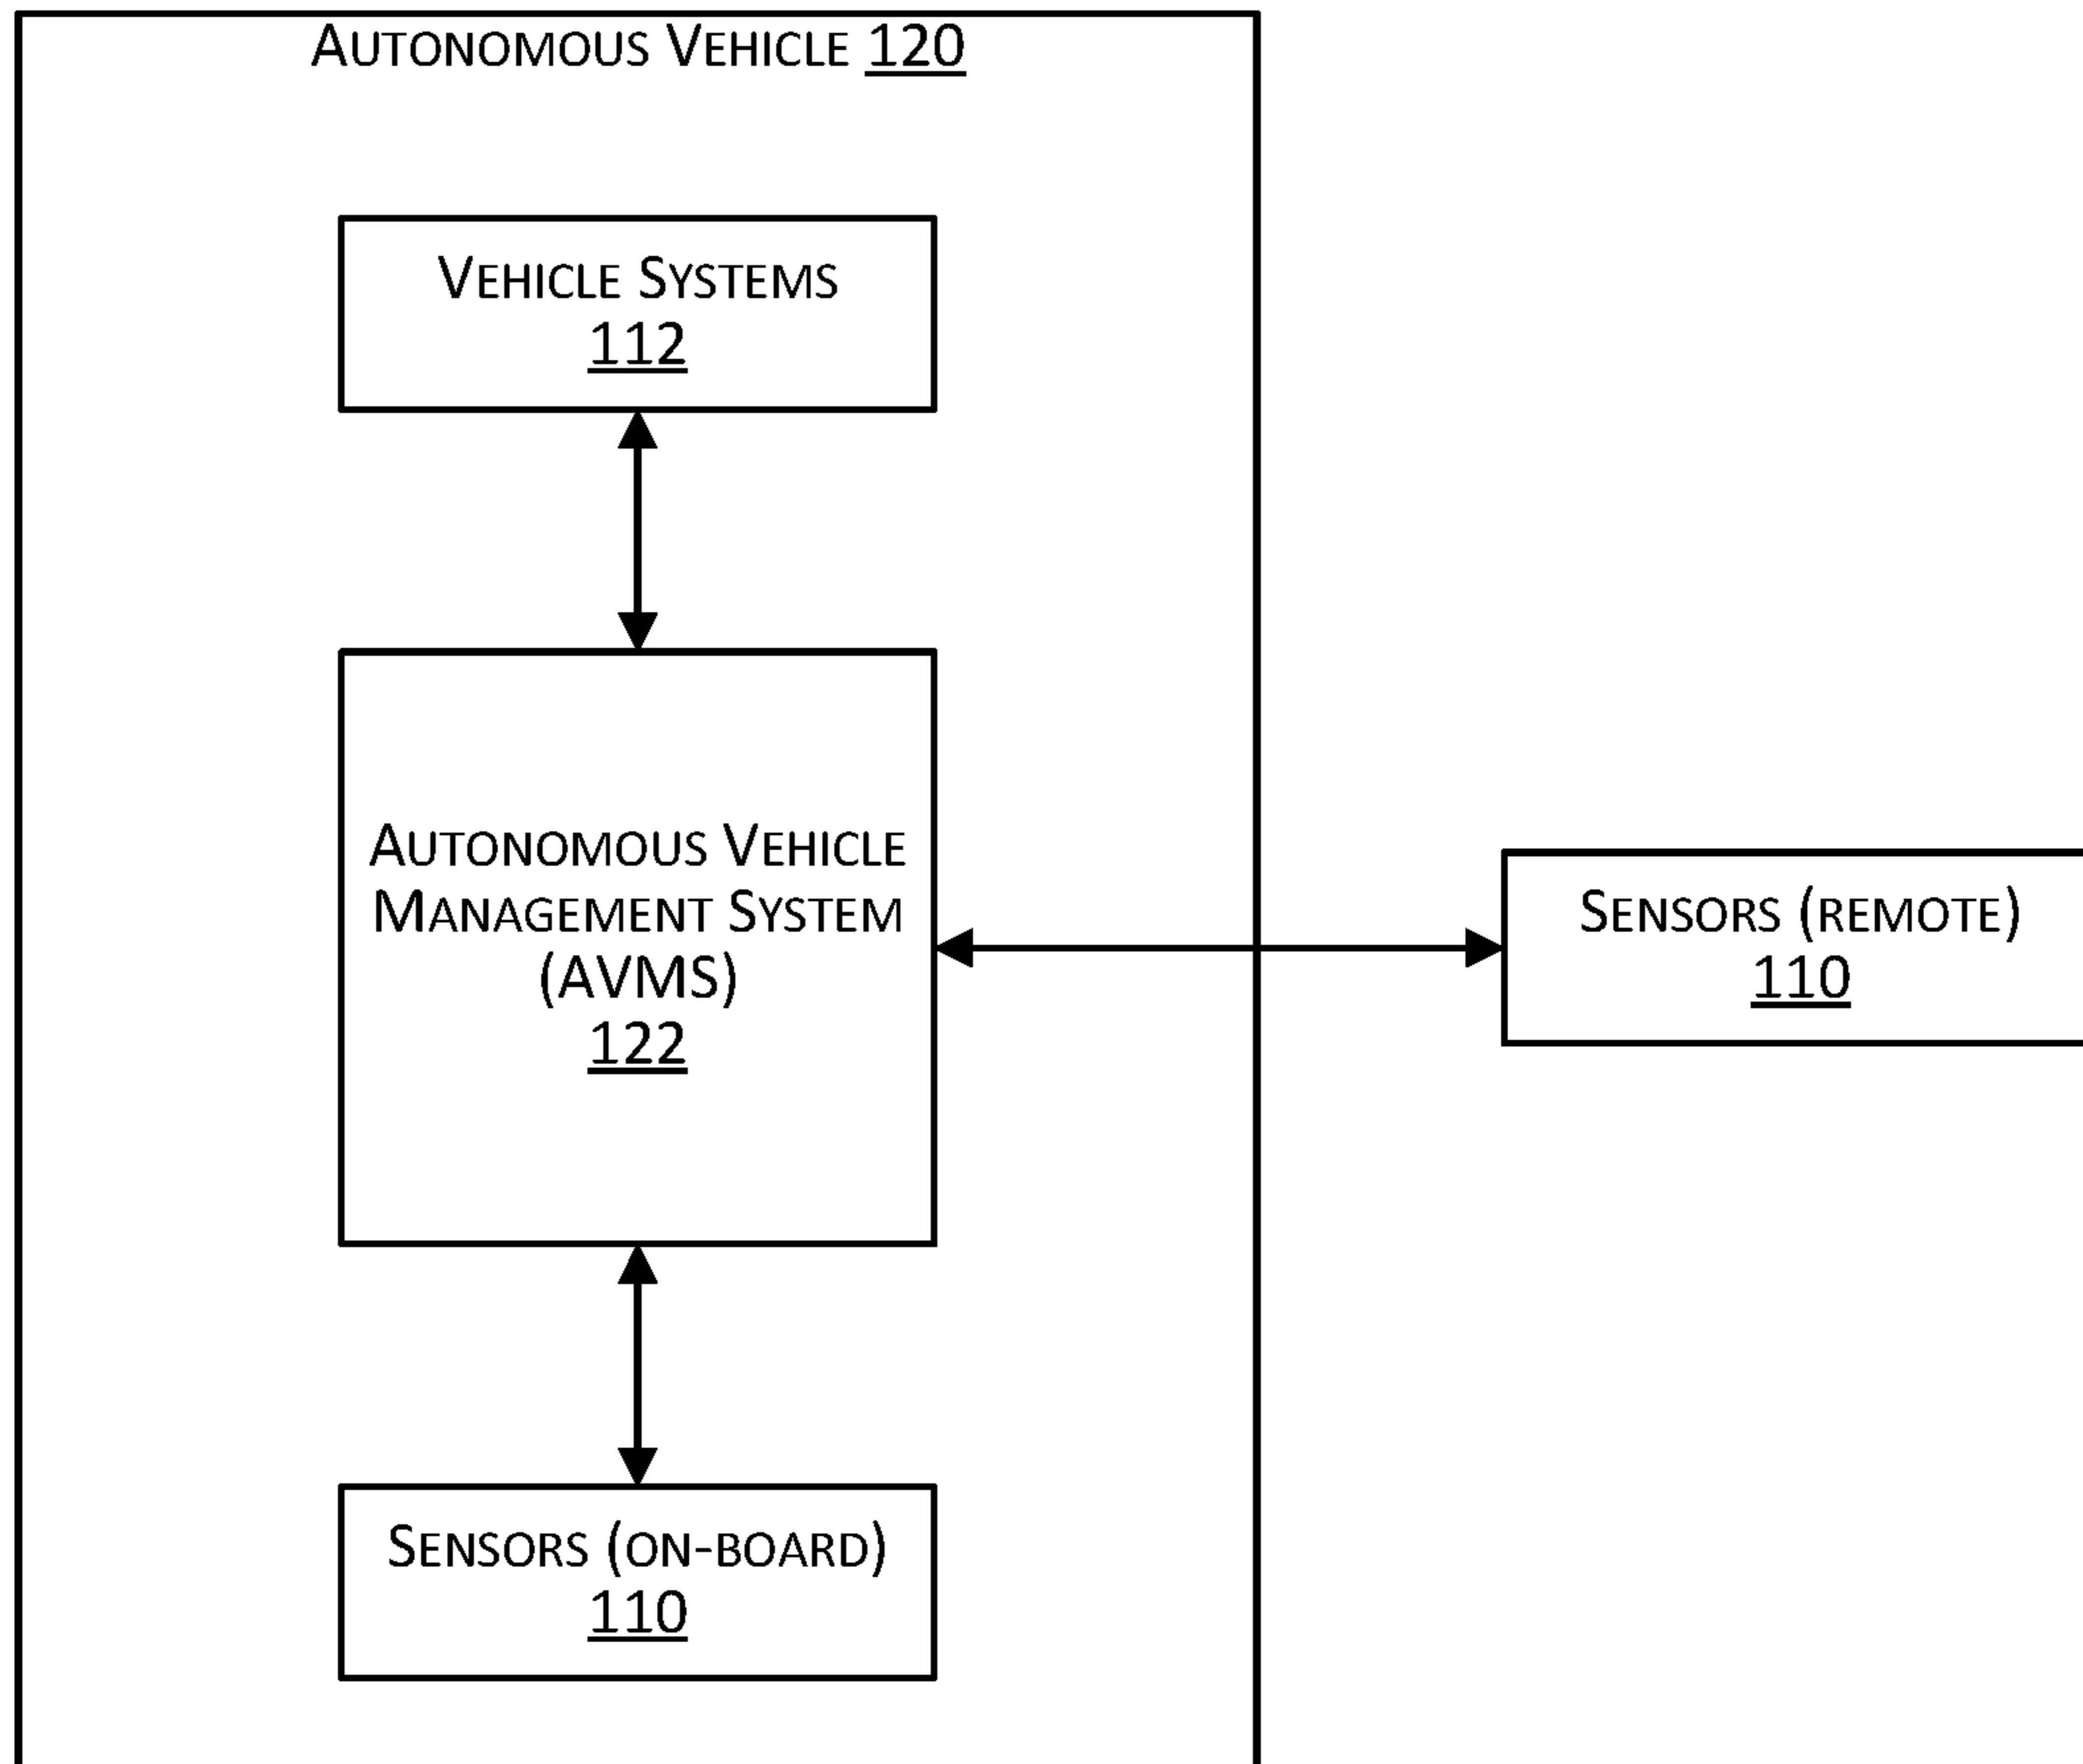 AUTONOMOUS VEHICLE 120
VEHICLE SYSTEMS
112
AUTONOMOUS VEHICLE
MANAGEMENT SYSTEM
(AVMS)
122
SENSORS (REMOTE)
110
SENSORS (ON-BOARD)
110